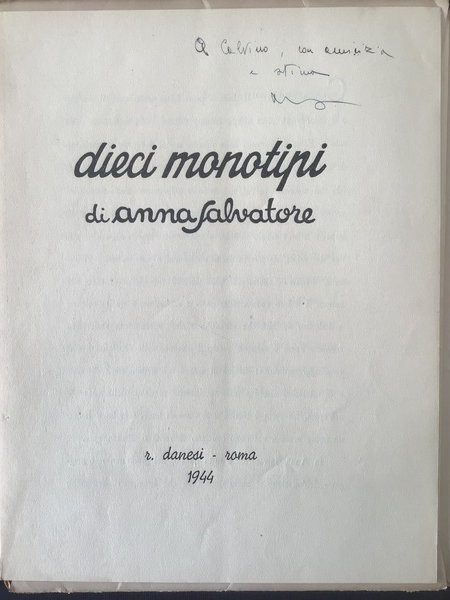 A Calvino, con amicizia
e stima
dieci monotipi
di anna salvatore
r. danesi - roma
1944